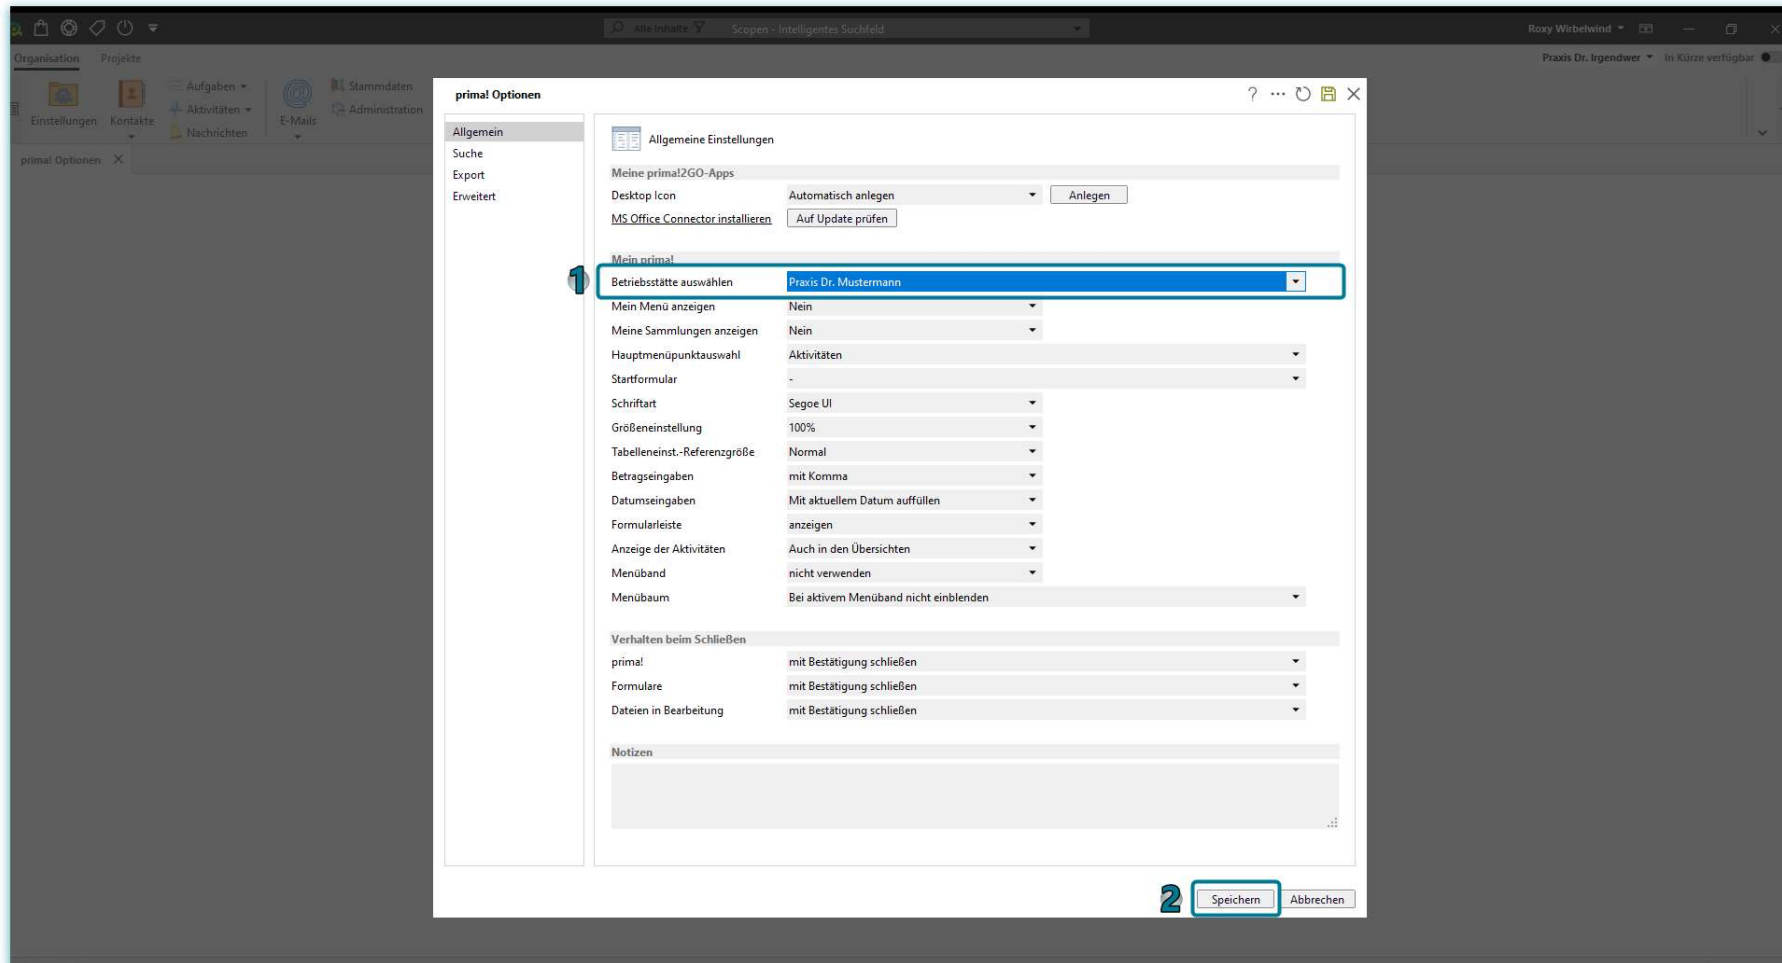 Alle Inhalte Scopen - Intelligentes Suchfeld Roxy Wirbelwind
Organisation Projekte Praxis Dr. Irgendwer In Kürze verfügbar
Einstellungen Kontakte Aufgaben Aktivitäten Nachrichten E-Mails Stammdaten Administration
prima! Optionen
prima! Optionen ? ...
Allgemein
Suche
Export
Erweitert
Allgemeine Einstellungen
Meine prima!2GO-Apps
Desktop Icon Automatisch anlegen Anlegen
MS Office Connector installieren Auf Update prüfen
Mein prima!
1 Betriebsstätte auswählen Praxis Dr. Mustermann
Mein Menü anzeigen Nein
Meine Sammlungen anzeigen Nein
Hauptmenüpunktauswahl Aktivitäten
Startformular -
Schriftart Segoe UI
Größeneinstellung 100%
Tabelleneinst.-Referenzgröße Normal
Betragseingaben mit Komma
Datumseingaben Mit aktuellem Datum auffüllen
Formularleiste anzeigen
Anzeige der Aktivitäten Auch in den Übersichten
Menüband nicht verwenden
Menübaum Bei aktivem Menüband nicht einblenden
Verhalten beim Schließen
prima! mit Bestätigung schließen
Formulare mit Bestätigung schließen
Dateien in Bearbeitung mit Bestätigung schließen
Notizen
2 Speichern Abbrechen